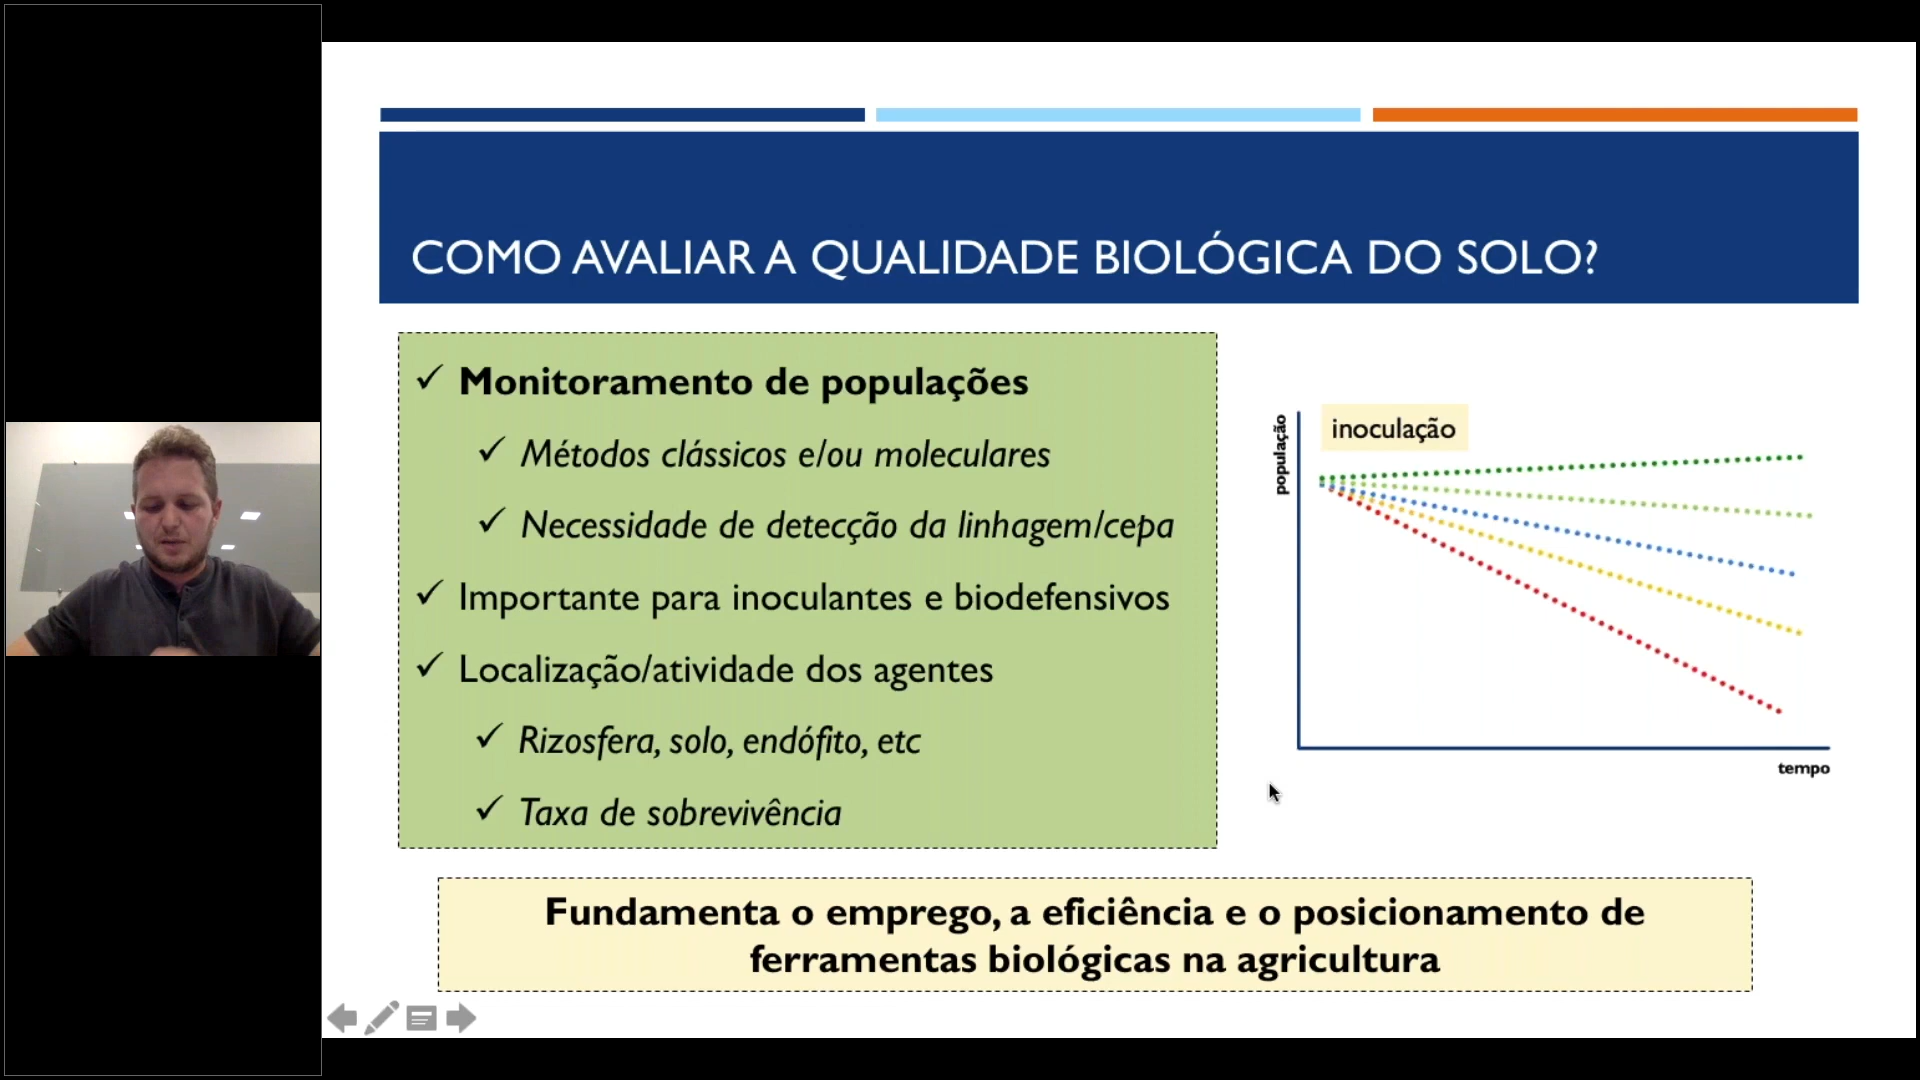 COMO AVALIAR A QUALIDADE BIOLÓGICA DO SOLO?
Monitoramento de populações
Métodos clássicos e/ou moleculares
Necessidade de detecção da linhagem/cepa
Importante para inoculantes e biodefensivos
Localização/atividade dos agentes
Rizosfera, solo, endófito, etc
Taxa de sobrevivência
inoculação
população
tempo
Fundamenta o emprego, a eficiência e o posicionamento de
ferramentas biológicas na agricultura